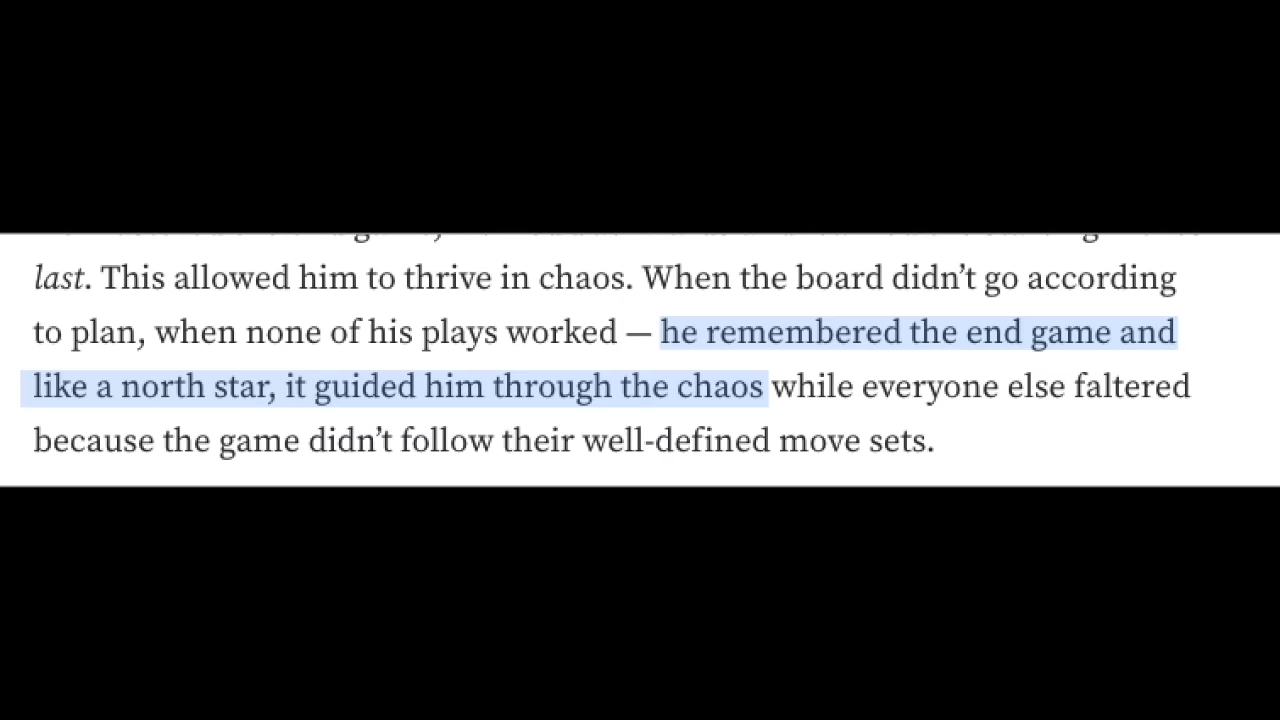 last. This allowed him to thrive in chaos. When the board didn’t go according
to plan, when none of his plays worked — he remembered the end game and
like a north star, it guided him through the chaos while everyone else faltered
because the game didn’t follow their well-defined move sets.